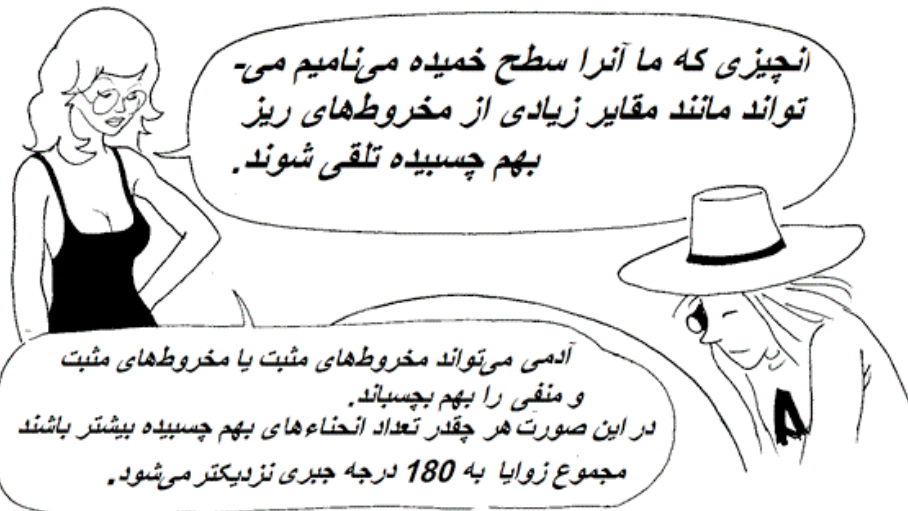 انچیزی که ما آنرا سطح خمیده می‌نامیم می-
تواند مانند مقایر زیادی از مخروط‌های ریز
بهم چسبیده تلقی شوند.
آدمی می‌تواند مخروط‌های مثبت یا مخروط‌های مثبت
و منفی را بهم بچسباند.
در این صورت هر چقدر تعداد انحناءهای بهم چسبیده بیشتر باشند
مجموع زوایا به 180 درجه جبری نزدیکتر می‌شود.
A